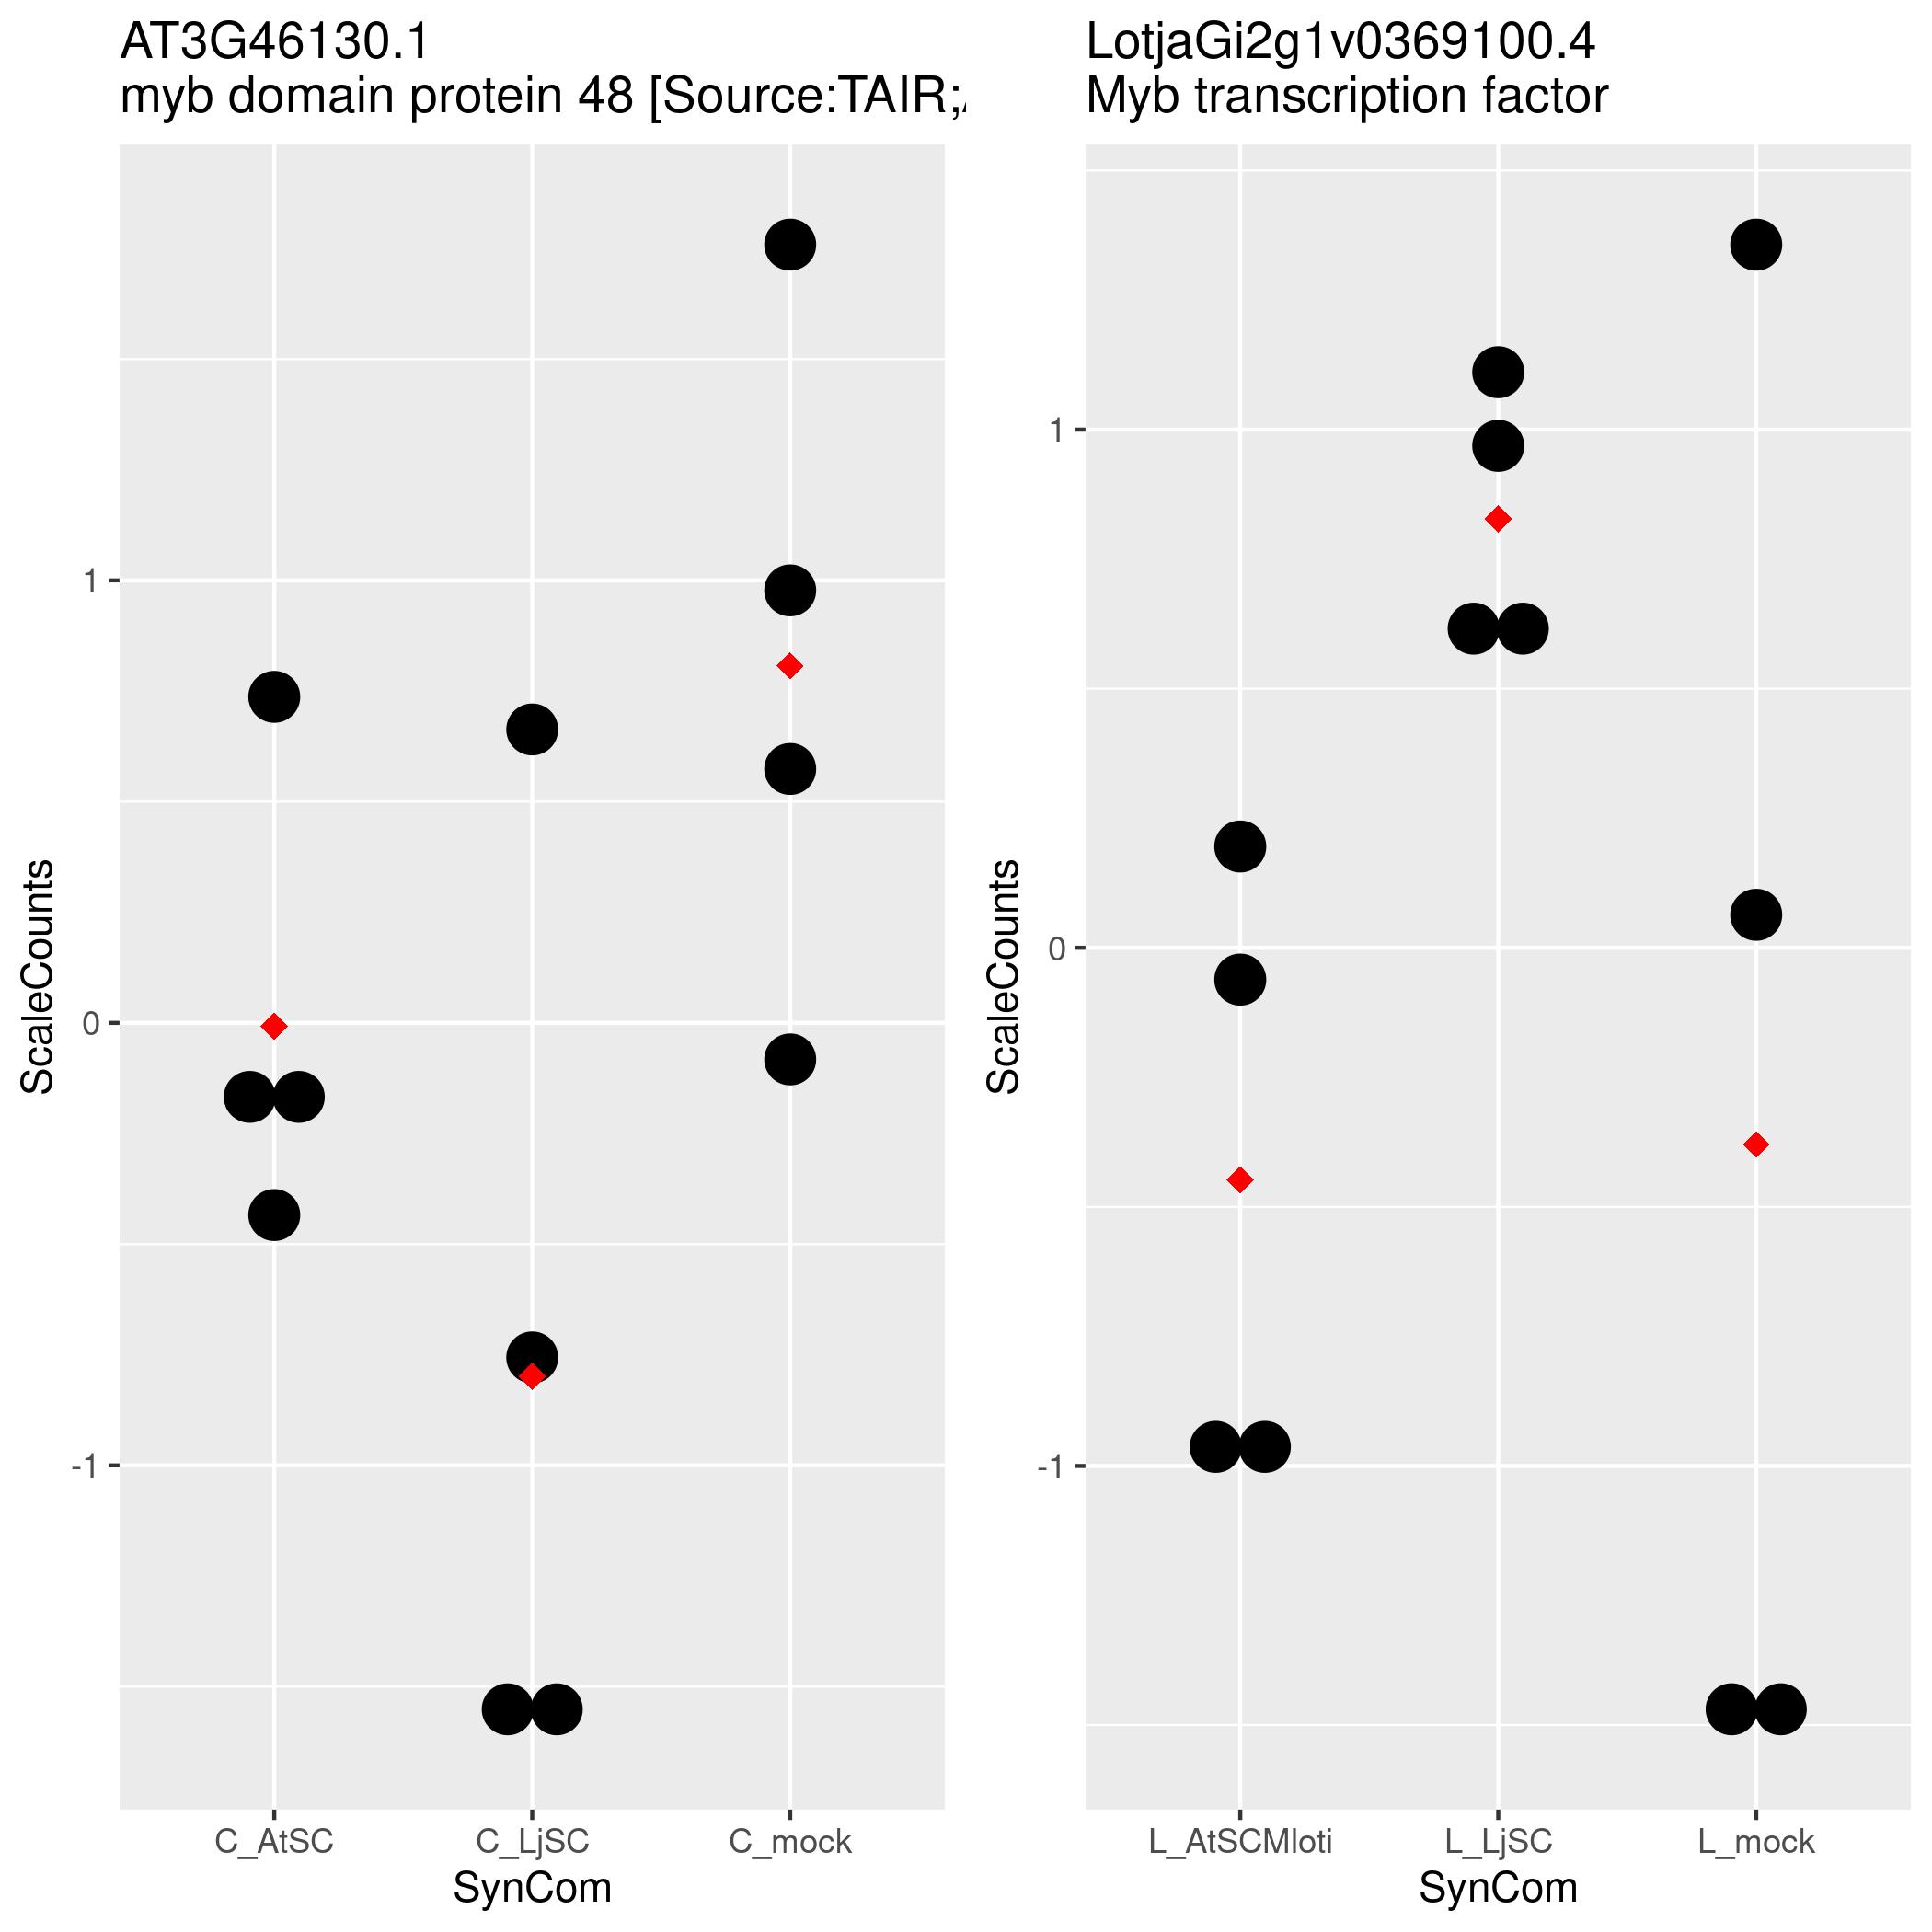 AT3G46130.1
myb domain protein 48 [Source:TAIR;
ScaleCounts
1
0
-1
C_AtSC
C_LjSC
C_mock
SynCom
LotjaGi2g1v0369100.4
Myb transcription factor
ScaleCounts
1
0
-1
L_AtSCMloti
L_LjSC
L_mock
SynCom